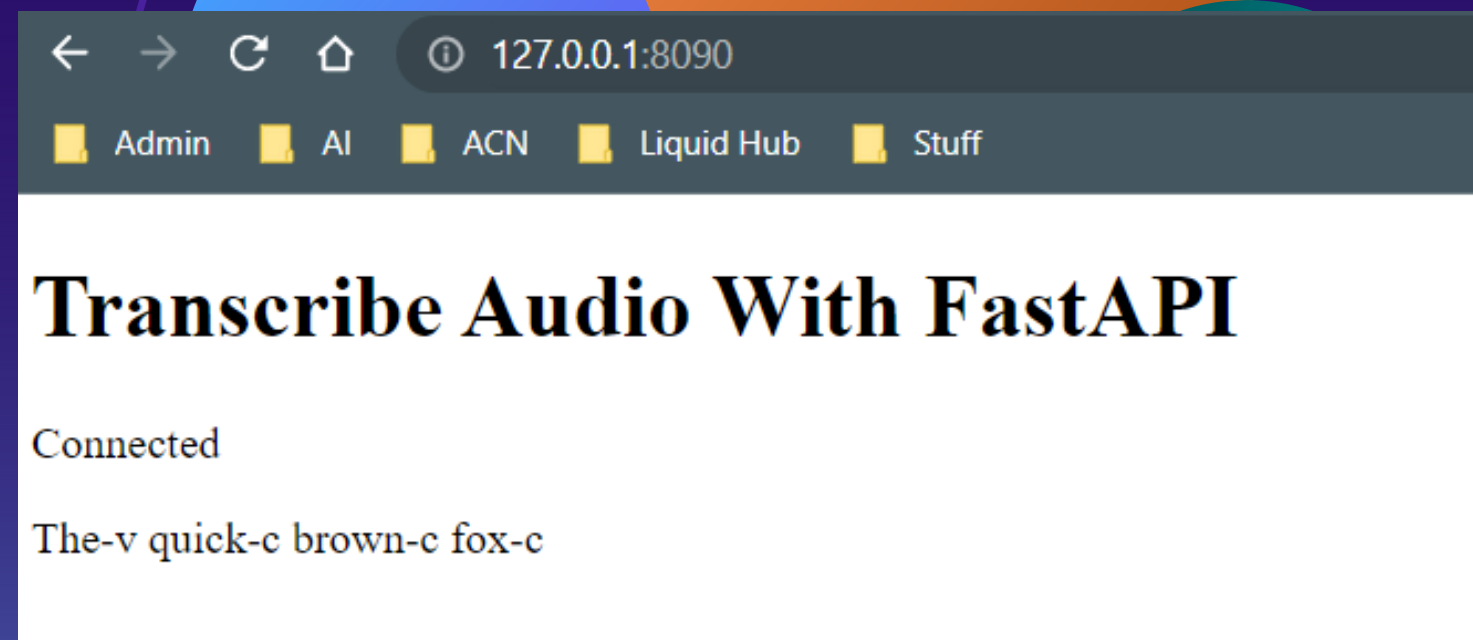 127.0.0.1:8090
Admin AI ACN Liquid Hub Stuff
Transcribe Audio With FastAPI
Connected
The-v quick-c brown-c fox-c